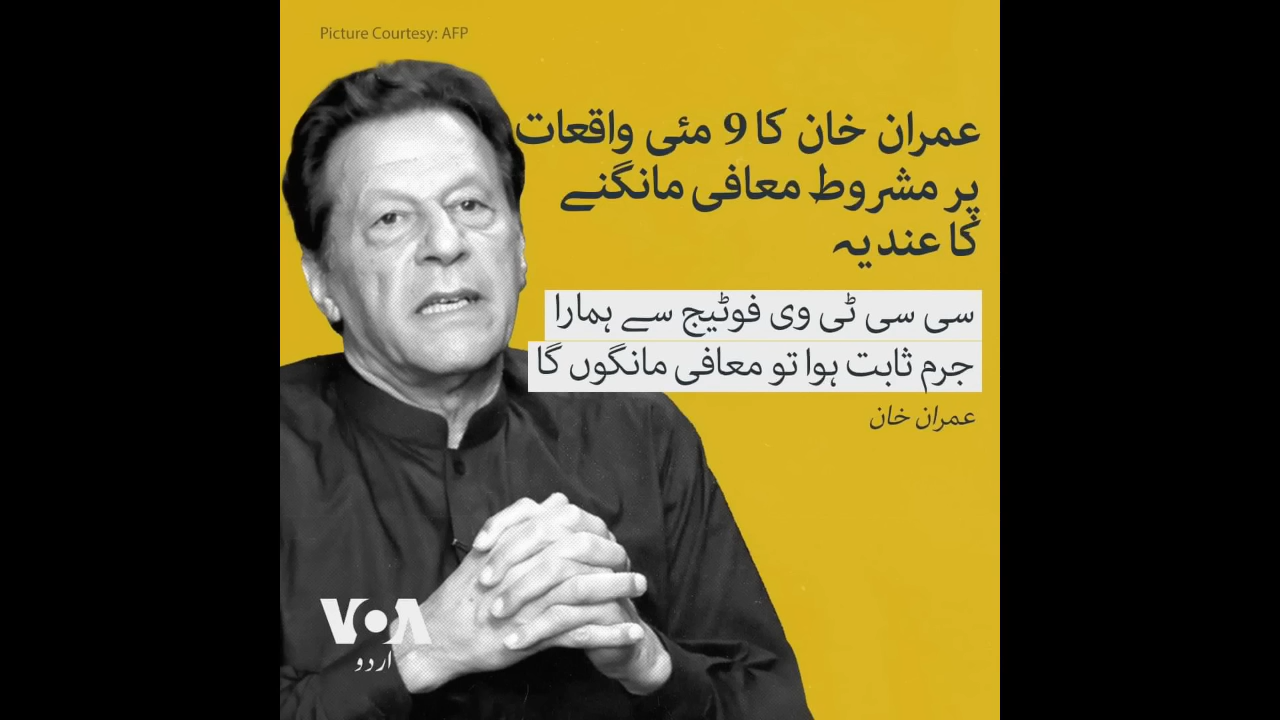 Picture Courtesy: AFP
عمران خان کا 9 مئی واقعات
پر مشروط معافی مانگنے
کا عندیہ
سی سی ٹی وی فوٹیج سے ہمارا
جرم ثابت ہوا تو معافی مانگوں گا
عمران خان
VOA
اردو